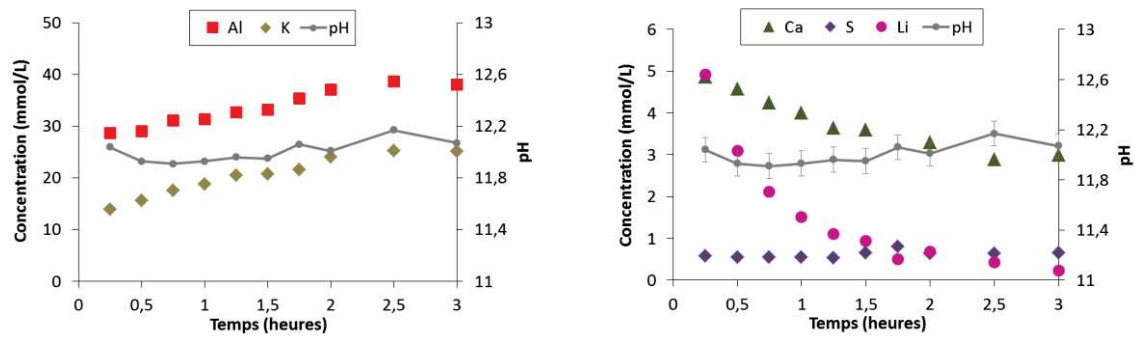 Al K pH
Concentration (mmol/L)
50
40
30
20
10
0
13
12,6
12,2
11,8
11,4
11
pH
0 0,5 1 1,5 2 2,5 3
Temps (heures)
Ca S Li pH
Concentration (mmol/L)
6
5
4
3
2
1
0
13
12,6
12,2
11,8
11,4
11
pH
0 0,5 1 1,5 2 2,5 3
Temps (heures)